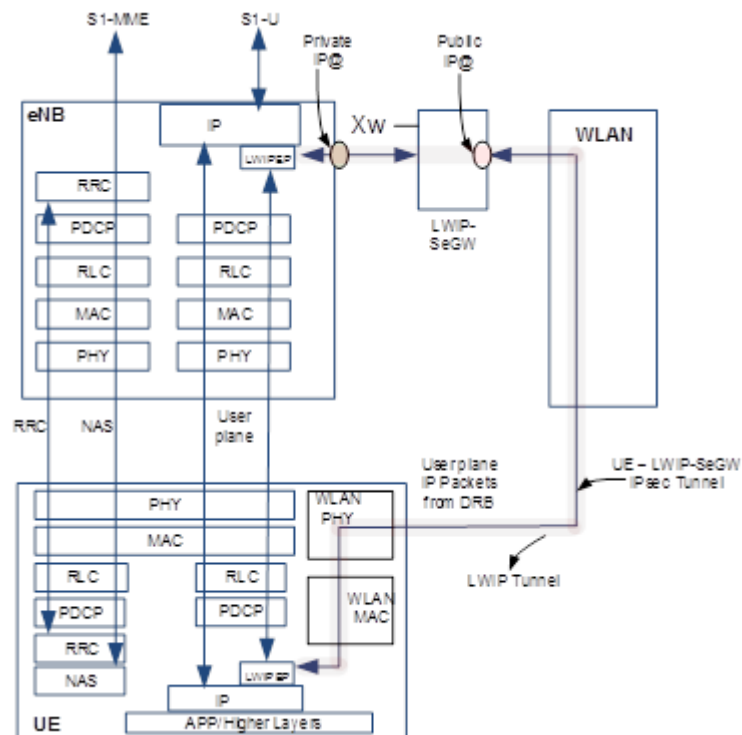 S1-MME
S1-U
Private
IP@
Public
IP@
eNB
IP
LWIPEP
Xw
WLAN
RRC
LWIP-
SeGW
PDCP
PDCP
RLC
RLC
MAC
MAC
PHY
PHY
RRC
NAS
User
plane
User plane
IP Packets
from DRB
UE – LWIP-SeGW
IPsec Tunnel
PHY
WLAN
PHY
MAC
LWIP Tunnel
RLC
RLC
WLAN
MAC
PDCP
PDCP
RRC
NAS
LWIPEP
IP
UE
APP/Higher Layers